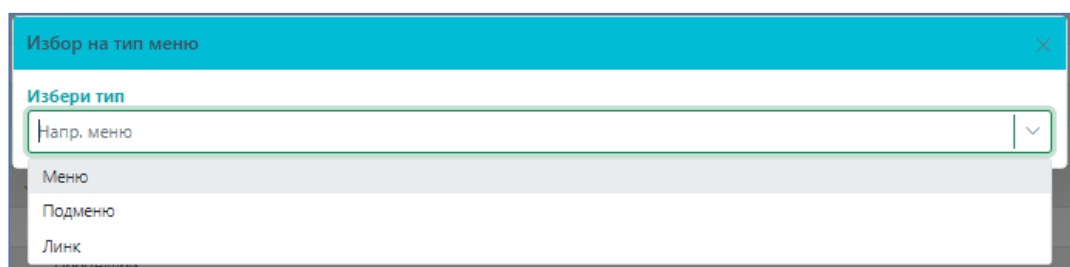 Избор на тип меню
Избери тип
Напр. меню
Меню
Подменю
Линк